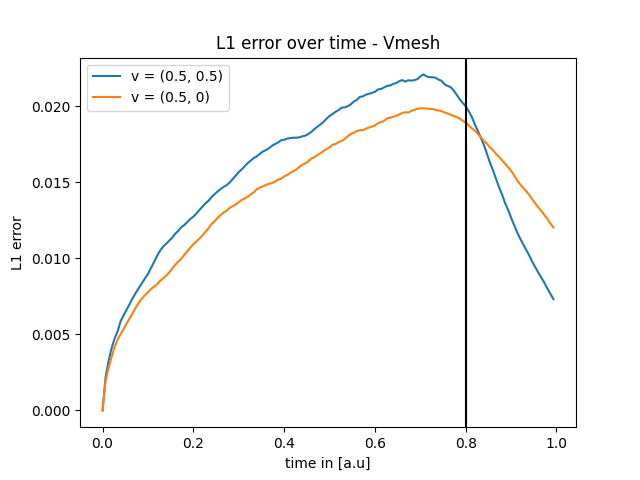 L1 error over time - Vmesh
v = (0.5, 0.5)
v = (0.5, 0)
L1 error
0.020
0.015
0.010
0.005
0.000
0.0 0.2 0.4 0.6 0.8 1.0
time in [a.u]